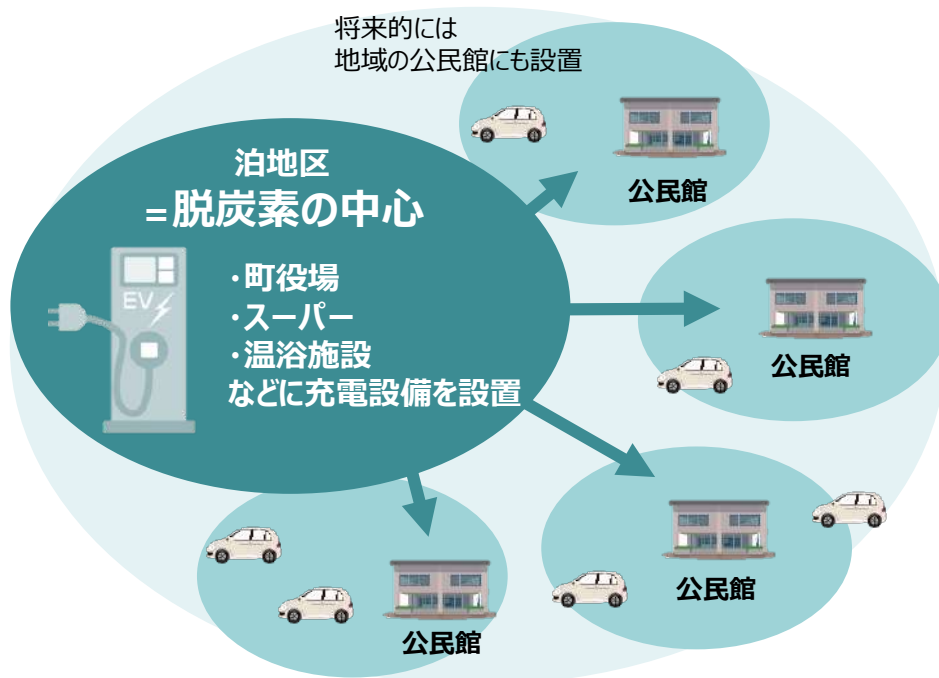 将来的には
地域の公民館にも設置
泊地区
=脱炭素の中心
・町役場
・スーパー
・温浴施設
などに充電設備を設置
EV
公民館
公民館
公民館
公民館